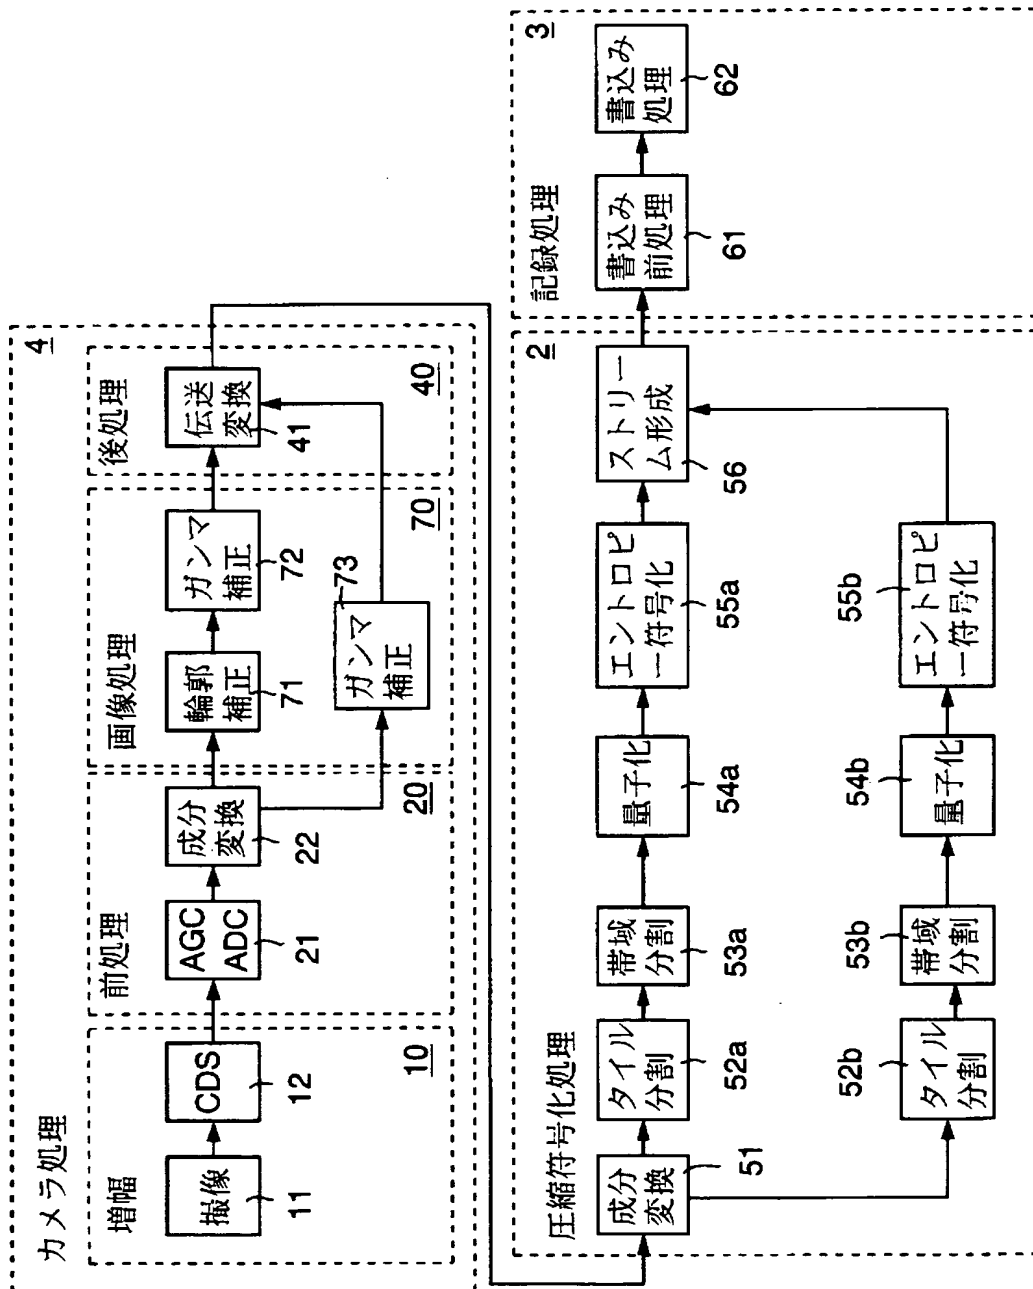 カメラ処理
4
増幅
撮像
11
CDS
12
10
前処理
AGC
ADC
21
成分
変換
22
20
画像処理
輪郭
補正
71
ガンマ
補正
72
ガンマ
補正
73
70
後処理
伝送
変換
41
40
圧縮符号化処理
2
成分
変換
51
タイル
分割
52a
帯域
分割
53a
量子化
54a
エントロピ
ー符号化
55a
ストリー
ム形成
56
タイル
分割
52b
帯域
分割
53b
量子化
54b
エントロピ
ー符号化
55b
記録処理
3
書込み
前処理
61
書込み
処理
62